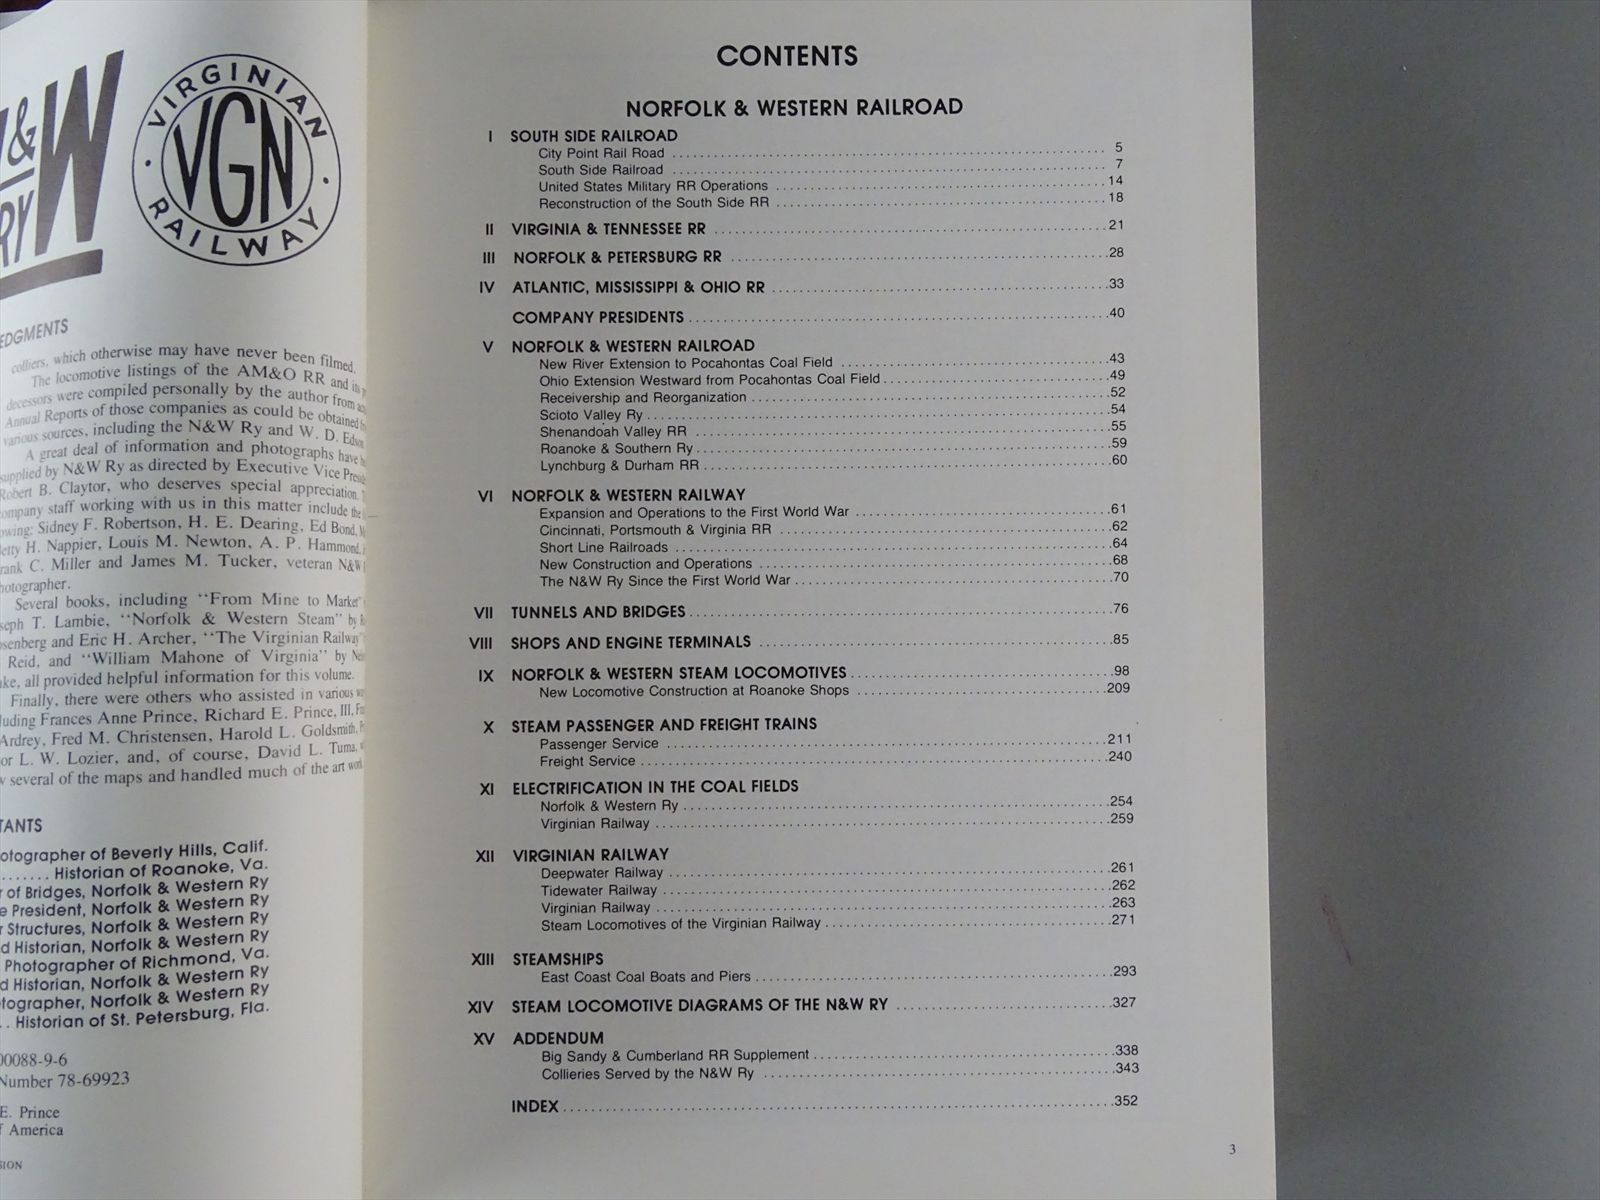 &W
RY
VIRGINIAN
VGN
RAILWAY
EDGMENTS
colliers, which otherwise may have never been filmed.
The locomotive listings of the AM&O RR and its
decessors were compiled personally by the author from
Annual Reports of those companies as could be obtained
various sources, including the N&W Ry and W. D. Edson
A great deal of information and photographs have
supplied by N&W Ry as directed by Executive Vice
Robert B. Claytor, who deserves special appreciation.
company staff working with us in this matter include the
owing: Sidney F. Robertson, H. E. Dearing, Ed Bond,
Betty H. Nappier, Louis M. Newton, A. P. Hammond,
rank C. Miller and James M. Tucker, veteran N&W
hotographer.
Several books, including "From Mine to Market"
seph T. Lambie, "Norfolk & Western Steam" by
osenberg and Eric H. Archer, "The Virginian Railway"
Reid, and "William Mahone of Virginia" by
ake, all provided helpful information for this volume.
Finally, there were others who assisted in various
luding Frances Anne Prince, Richard E. Prince, III,
Ardrey, Fred M. Christensen, Harold L. Goldsmith,
or L. W. Lozier, and, of course, David L. Tuma,
w several of the maps and handled much of the art work.
TANTS
otographer of Beverly Hills, Calif.
........ Historian of Roanoke, Va.
r of Bridges, Norfolk & Western Ry
e President, Norfolk & Western Ry
r Structures, Norfolk & Western Ry
d Historian, Norfolk & Western Ry
Photographer of Richmond, Va.
d Historian, Norfolk & Western Ry
tographer, Norfolk & Western Ry
.. Historian of St. Petersburg, Fla.
00088-9-6
Number 78-69923
E. Prince
f America
SION
CONTENTS
NORFOLK & WESTERN RAILROAD
I SOUTH SIDE RAILROAD
City Point Rail Road ........ 5
South Side Railroad ........ 7
United States Military RR Operations ........ 14
Reconstruction of the South Side RR ........ 18
II VIRGINIA & TENNESSEE RR ........ 21
III NORFOLK & PETERSBURG RR ........ 28
IV ATLANTIC, MISSISSIPPI & OHIO RR ........ 33
COMPANY PRESIDENTS ........ 40
V NORFOLK & WESTERN RAILROAD
New River Extension to Pocahontas Coal Field ........ 43
Ohio Extension Westward from Pocahontas Coal Field ........ 49
Receivership and Reorganization ........ 52
Scioto Valley Ry ........ 54
Shenandoah Valley RR ........ 55
Roanoke & Southern Ry ........ 59
Lynchburg & Durham RR ........ 60
VI NORFOLK & WESTERN RAILWAY
Expansion and Operations to the First World War ........ 61
Cincinnati, Portsmouth & Virginia RR ........ 62
Short Line Railroads ........ 64
New Construction and Operations ........ 68
The N&W Ry Since the First World War ........ 70
VII TUNNELS AND BRIDGES ........ 76
VIII SHOPS AND ENGINE TERMINALS ........ 85
IX NORFOLK & WESTERN STEAM LOCOMOTIVES ........ 98
New Locomotive Construction at Roanoke Shops ........ 209
X STEAM PASSENGER AND FREIGHT TRAINS
Passenger Service ........ 211
Freight Service ........ 240
XI ELECTRIFICATION IN THE COAL FIELDS
Norfolk & Western Ry ........ 254
Virginian Railway ........ 259
XII VIRGINIAN RAILWAY
Deepwater Railway ........ 261
Tidewater Railway ........ 262
Virginian Railway ........ 263
Steam Locomotives of the Virginian Railway ........ 271
XIII STEAMSHIPS
East Coast Coal Boats and Piers ........ 293
XIV STEAM LOCOMOTIVE DIAGRAMS OF THE N&W RY ........ 327
XV ADDENDUM
Big Sandy & Cumberland RR Supplement ........ 338
Collieries Served by the N&W Ry ........ 343
INDEX ........ 352
3